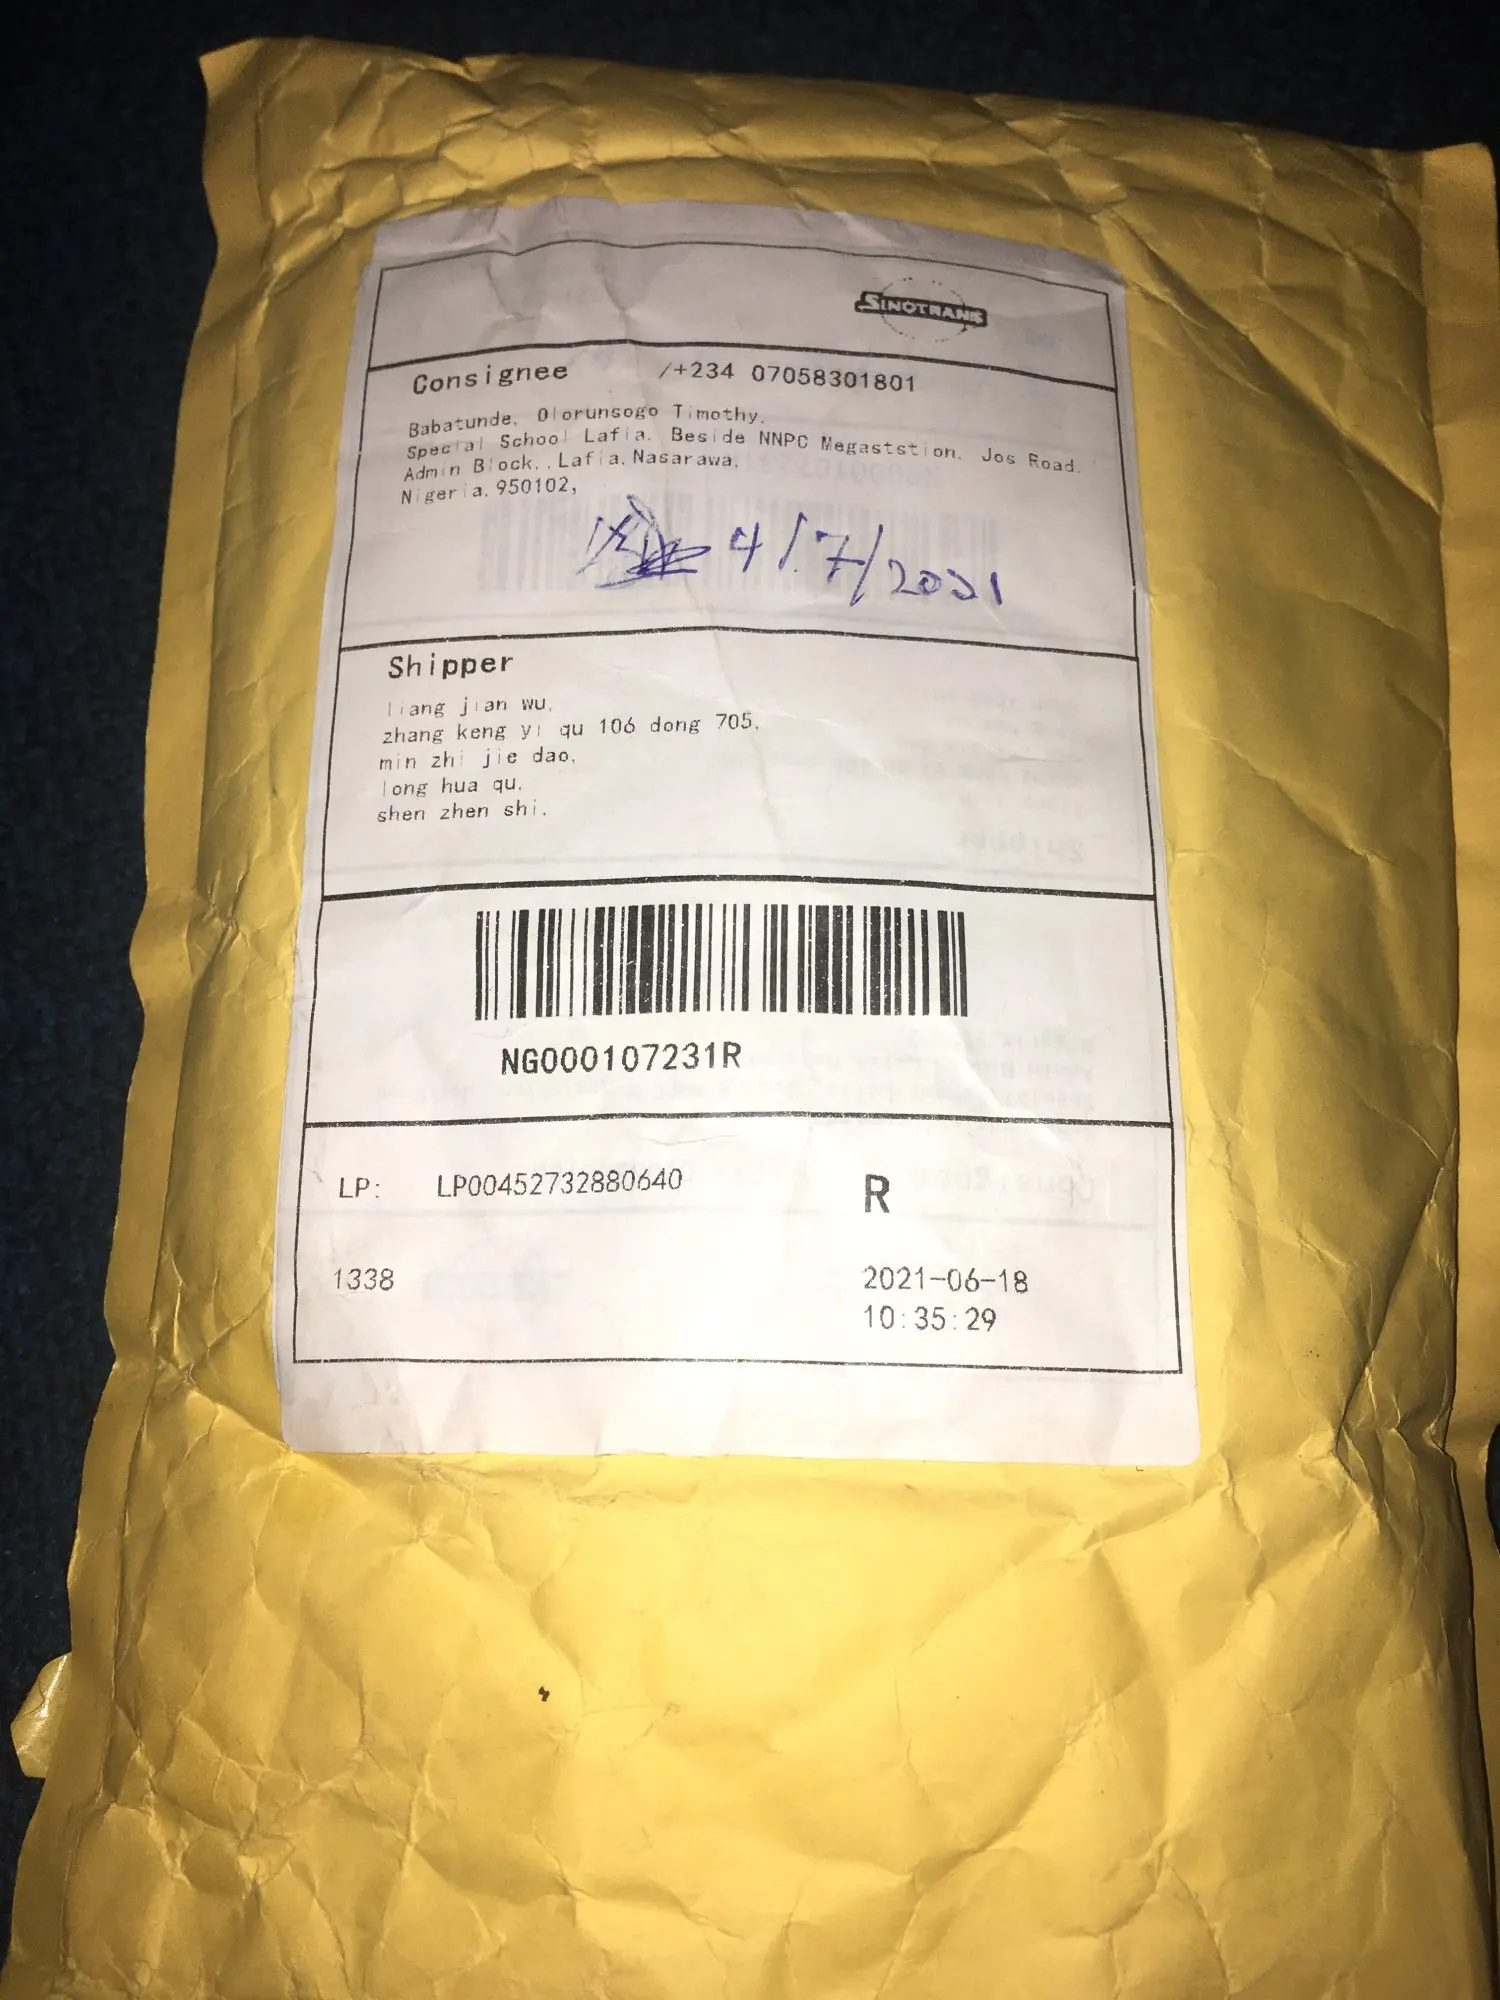 SINOTRANS
Consignee /+234 07058301801
Babatunde, Olorunsogo Timothy,
Special School Lafia, Beside NNPC Megaststion, Jos Road,
Admin Block,,Lafia,Nasarawa,
Nigeria,950102,
4/7/2021
Shipper
liang jian wu,
zhang keng yi qu 106 dong 705,
min zhi jie dao,
long hua qu,
shen zhen shi.
NG000107231R
LP: LP00452732880640 R
1338 2021-06-18
10:35:29